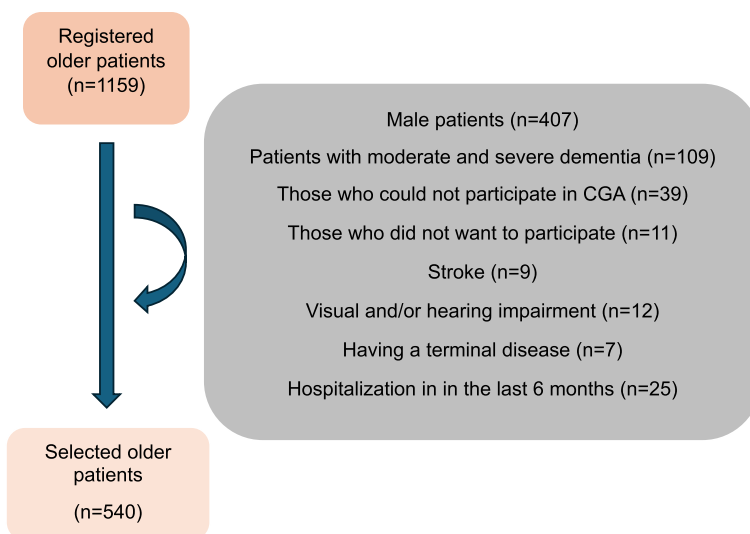 Registered
older patients
(n=1159)
Male patients (n=407)
Patients with moderate and severe dementia (n=109)
Those who could not participate in CGA (n=39)
Those who did not want to participate (n=11)
Stroke (n=9)
Visual and/or hearing impairment (n=12)
Having a terminal disease (n=7)
Hospitalization in in the last 6 months (n=25)
Selected older
patients
(n=540)